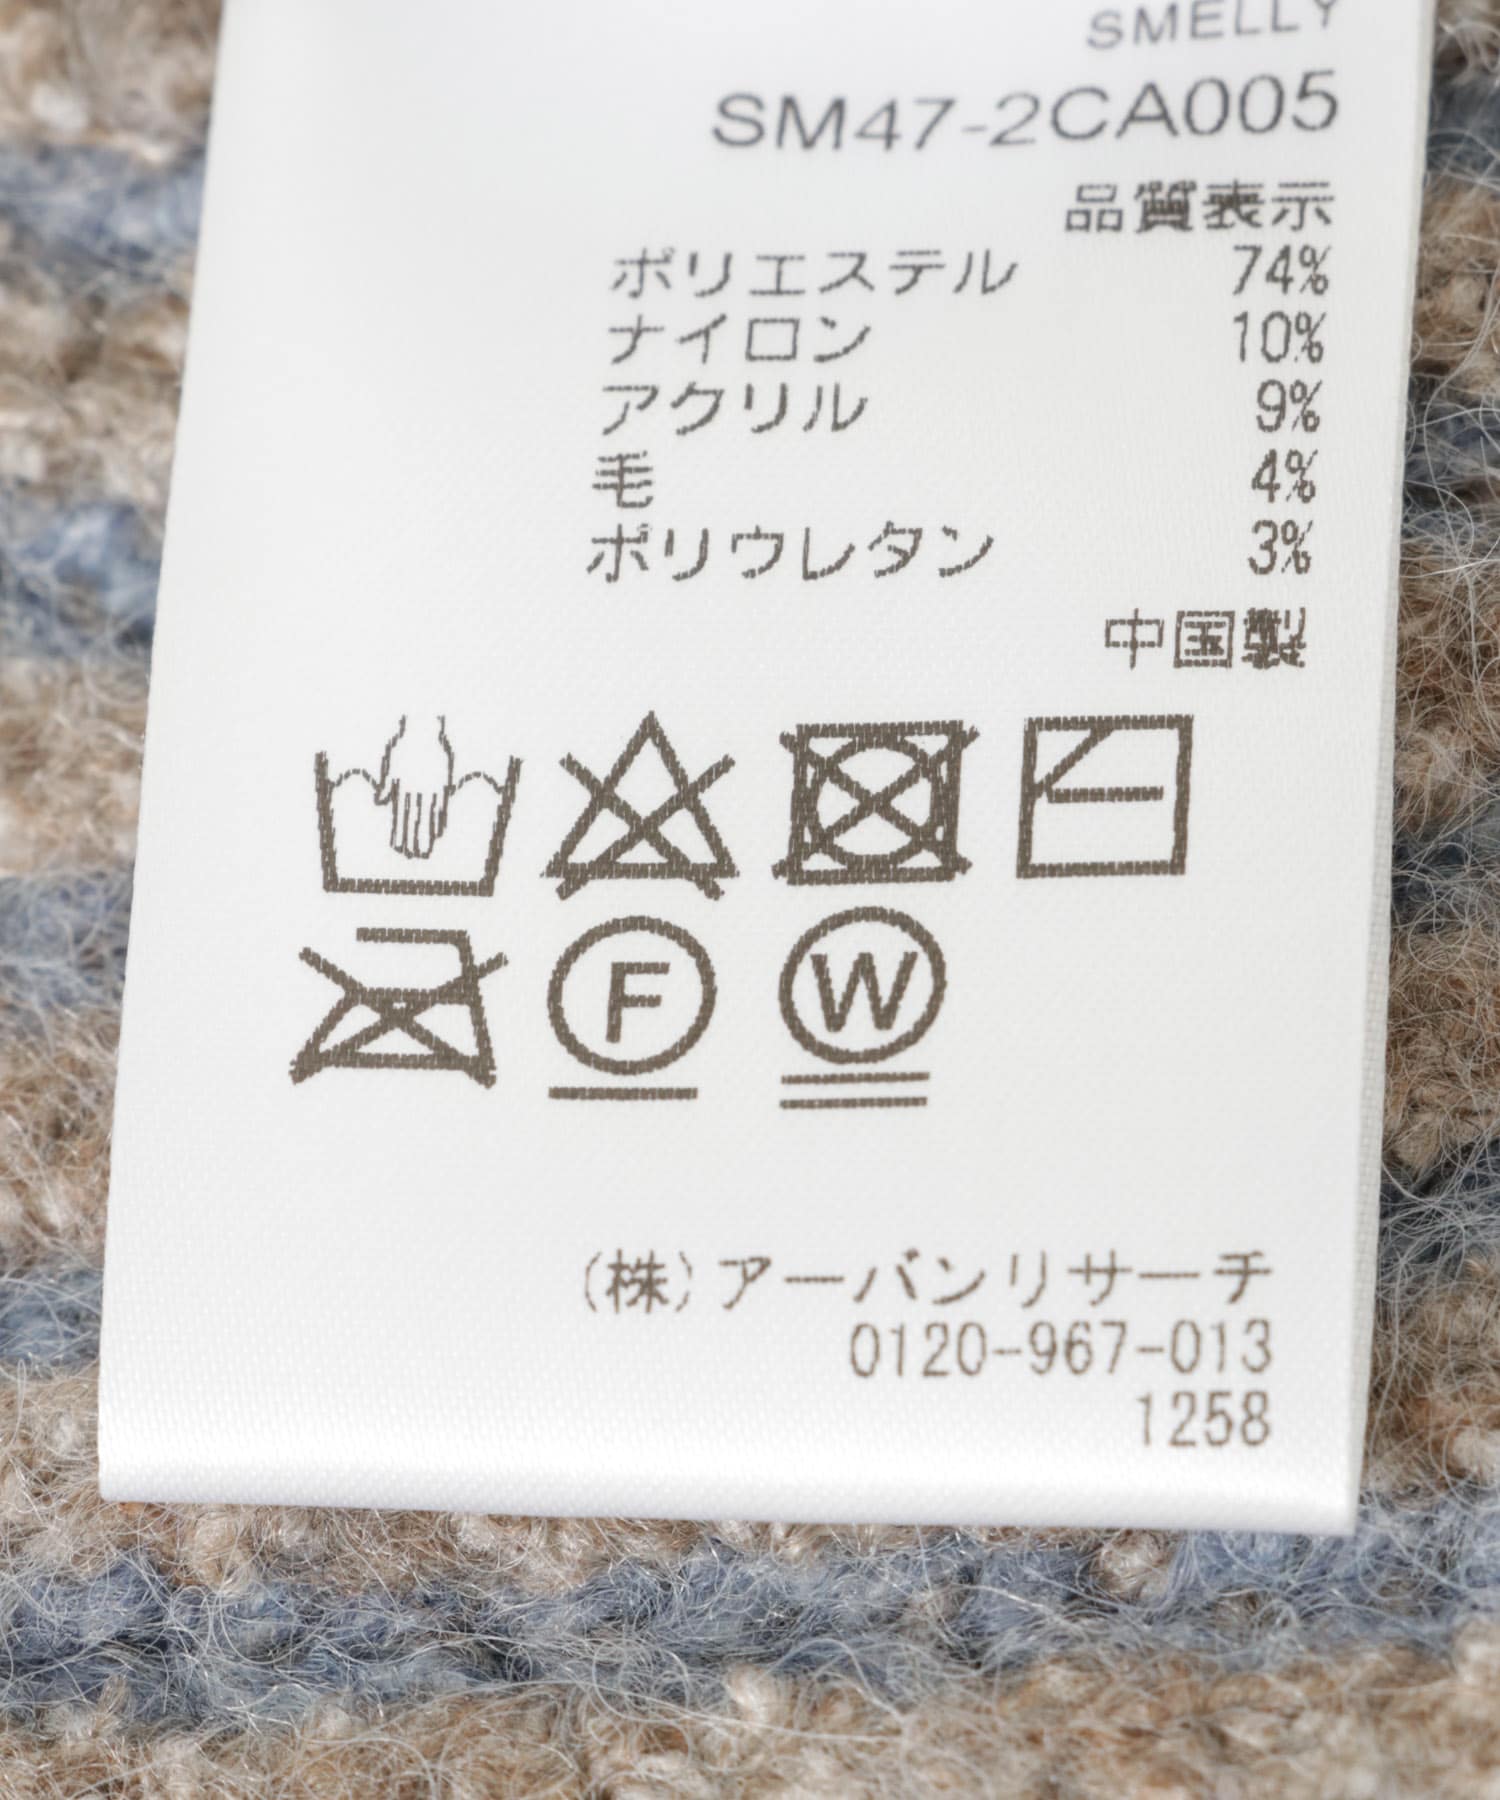 SMELLY
SM47-2CA005
品質表示
ポリエステル 74%
ナイロン 10%
アクリル 9%
毛 4%
ポリウレタン 3%
中国製
F W
(株)アーバンリサーチ
0120-967-013
1258